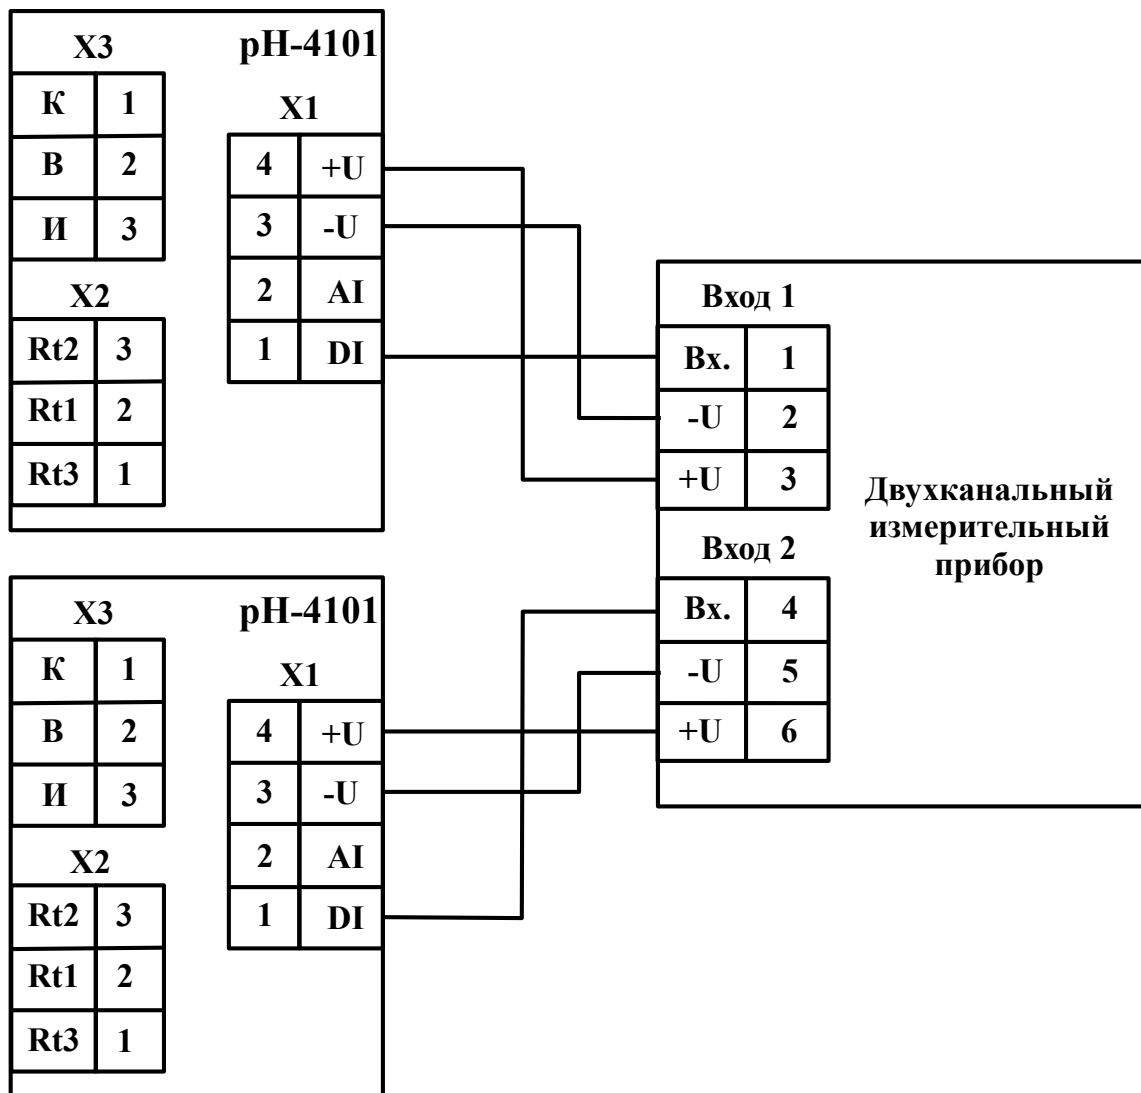 X3
pH-4101
К 1
В 2
И 3
X1
4 +U
3 -U
2 AI
1 DI
X2
Rt2 3
Rt1 2
Rt3 1
Вход 1
Вх. 1
-U 2
+U 3
Вход 2
Вх. 4
-U 5
+U 6
Двухканальный
измерительный
прибор
X3
pH-4101
К 1
В 2
И 3
X1
4 +U
3 -U
2 AI
1 DI
X2
Rt2 3
Rt1 2
Rt3 1